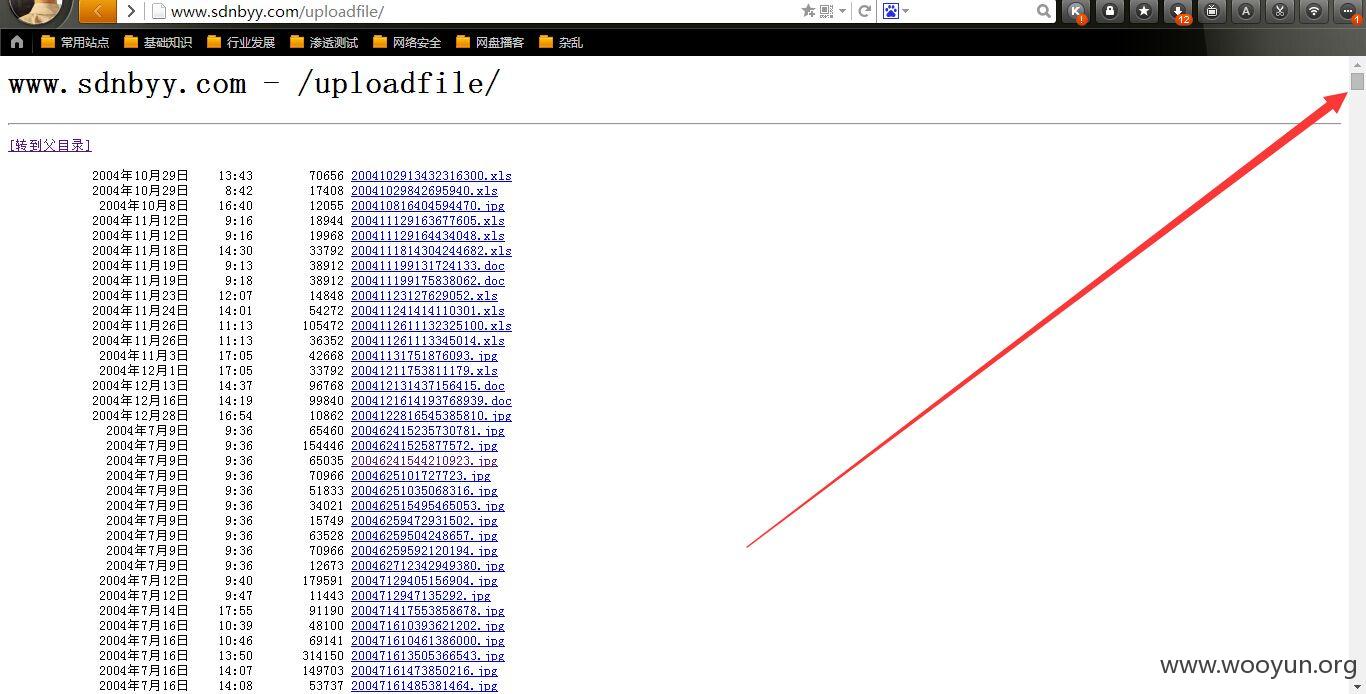 www.sdnbyy.com/uploadfile/
K 12 A 1
常用站点 基础知识 行业发展 渗透测试 网络安全 网盘播客 杂乱
www.sdnbyy.com - /uploadfile/
[转到父目录]
2004年10月29日 13:43 70656 2004102913432316300.xls
2004年10月29日 8:42 17408 20041029842695940.xls
2004年10月8日 16:40 12055 200410816404594470.jpg
2004年11月12日 9:16 18944 200411129163677605.xls
2004年11月12日 9:16 19968 200411129164434048.xls
2004年11月18日 14:30 33792 2004111814304244682.xls
2004年11月19日 9:13 38912 200411199131724133.doc
2004年11月19日 9:18 38912 200411199175838062.doc
2004年11月23日 12:07 14848 200411123127629052.xls
2004年11月24日 14:01 54272 200411241414110301.xls
2004年11月26日 11:13 105472 2004112611132325100.xls
2004年11月26日 11:13 36352 200411261113345014.xls
2004年11月3日 17:05 42668 20041131751876093.jpg
2004年12月1日 17:05 33792 20041211753811179.xls
2004年12月13日 14:37 96768 200412131437156415.doc
2004年12月16日 14:19 99840 2004121614193768939.doc
2004年12月28日 16:54 10862 2004122816545385810.jpg
2004年7月9日 9:36 65460 200462415235730781.jpg
2004年7月9日 9:36 154446 20046241525877572.jpg
2004年7月9日 9:36 65035 20046241544210923.jpg
2004年7月9日 9:36 70966 2004625101727723.jpg
2004年7月9日 9:36 51833 20046251035068316.jpg
2004年7月9日 9:36 34021 200462515495465053.jpg
2004年7月9日 9:36 15749 20046259472931502.jpg
2004年7月9日 9:36 63528 20046259504248657.jpg
2004年7月9日 9:36 70966 20046259592120194.jpg
2004年7月9日 9:36 12673 200462712342949380.jpg
2004年7月12日 9:40 179591 20047129405156904.jpg
2004年7月12日 9:47 11443 2004712947135292.jpg
2004年7月14日 17:55 91190 200471417553858678.jpg
2004年7月16日 10:39 48100 200471610393621202.jpg
2004年7月16日 10:46 69141 200471610461386000.jpg
2004年7月16日 13:50 314150 200471613505366543.jpg
2004年7月16日 14:07 149703 20047161473850216.jpg
2004年7月16日 14:08 53737 20047161485381464.jpg
www.wooyun.org